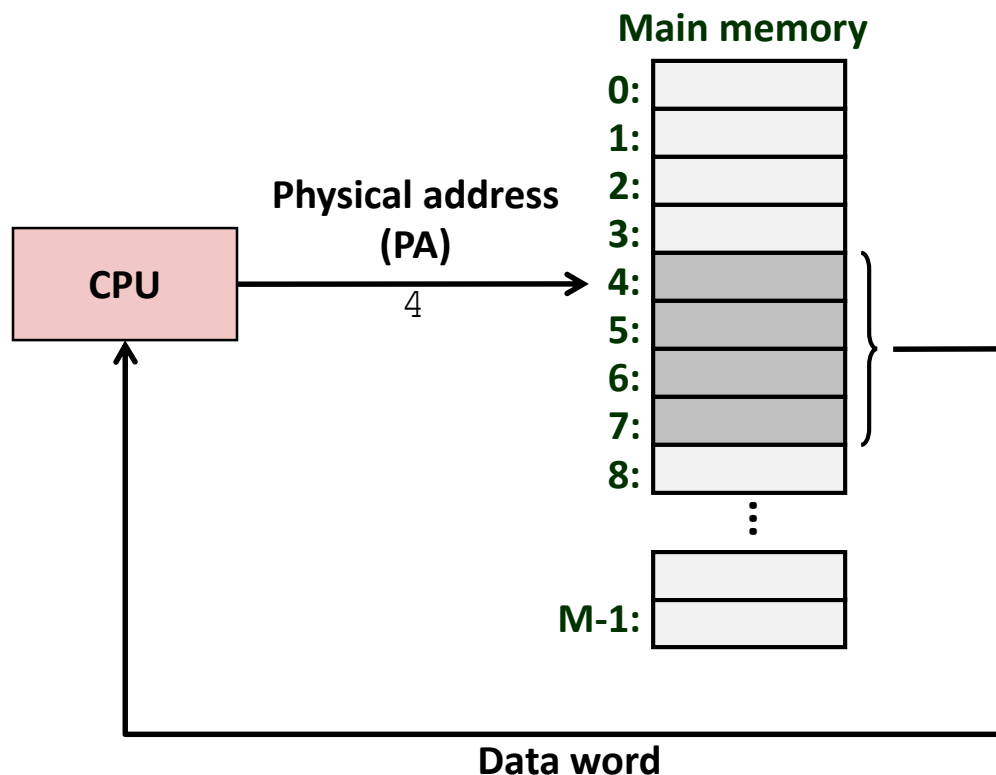 Main memory
0:
1:
2:
Physical address
(PA)
3:
CPU
4
4:
5:
6:
7:
8:
...
M-1:
Data word